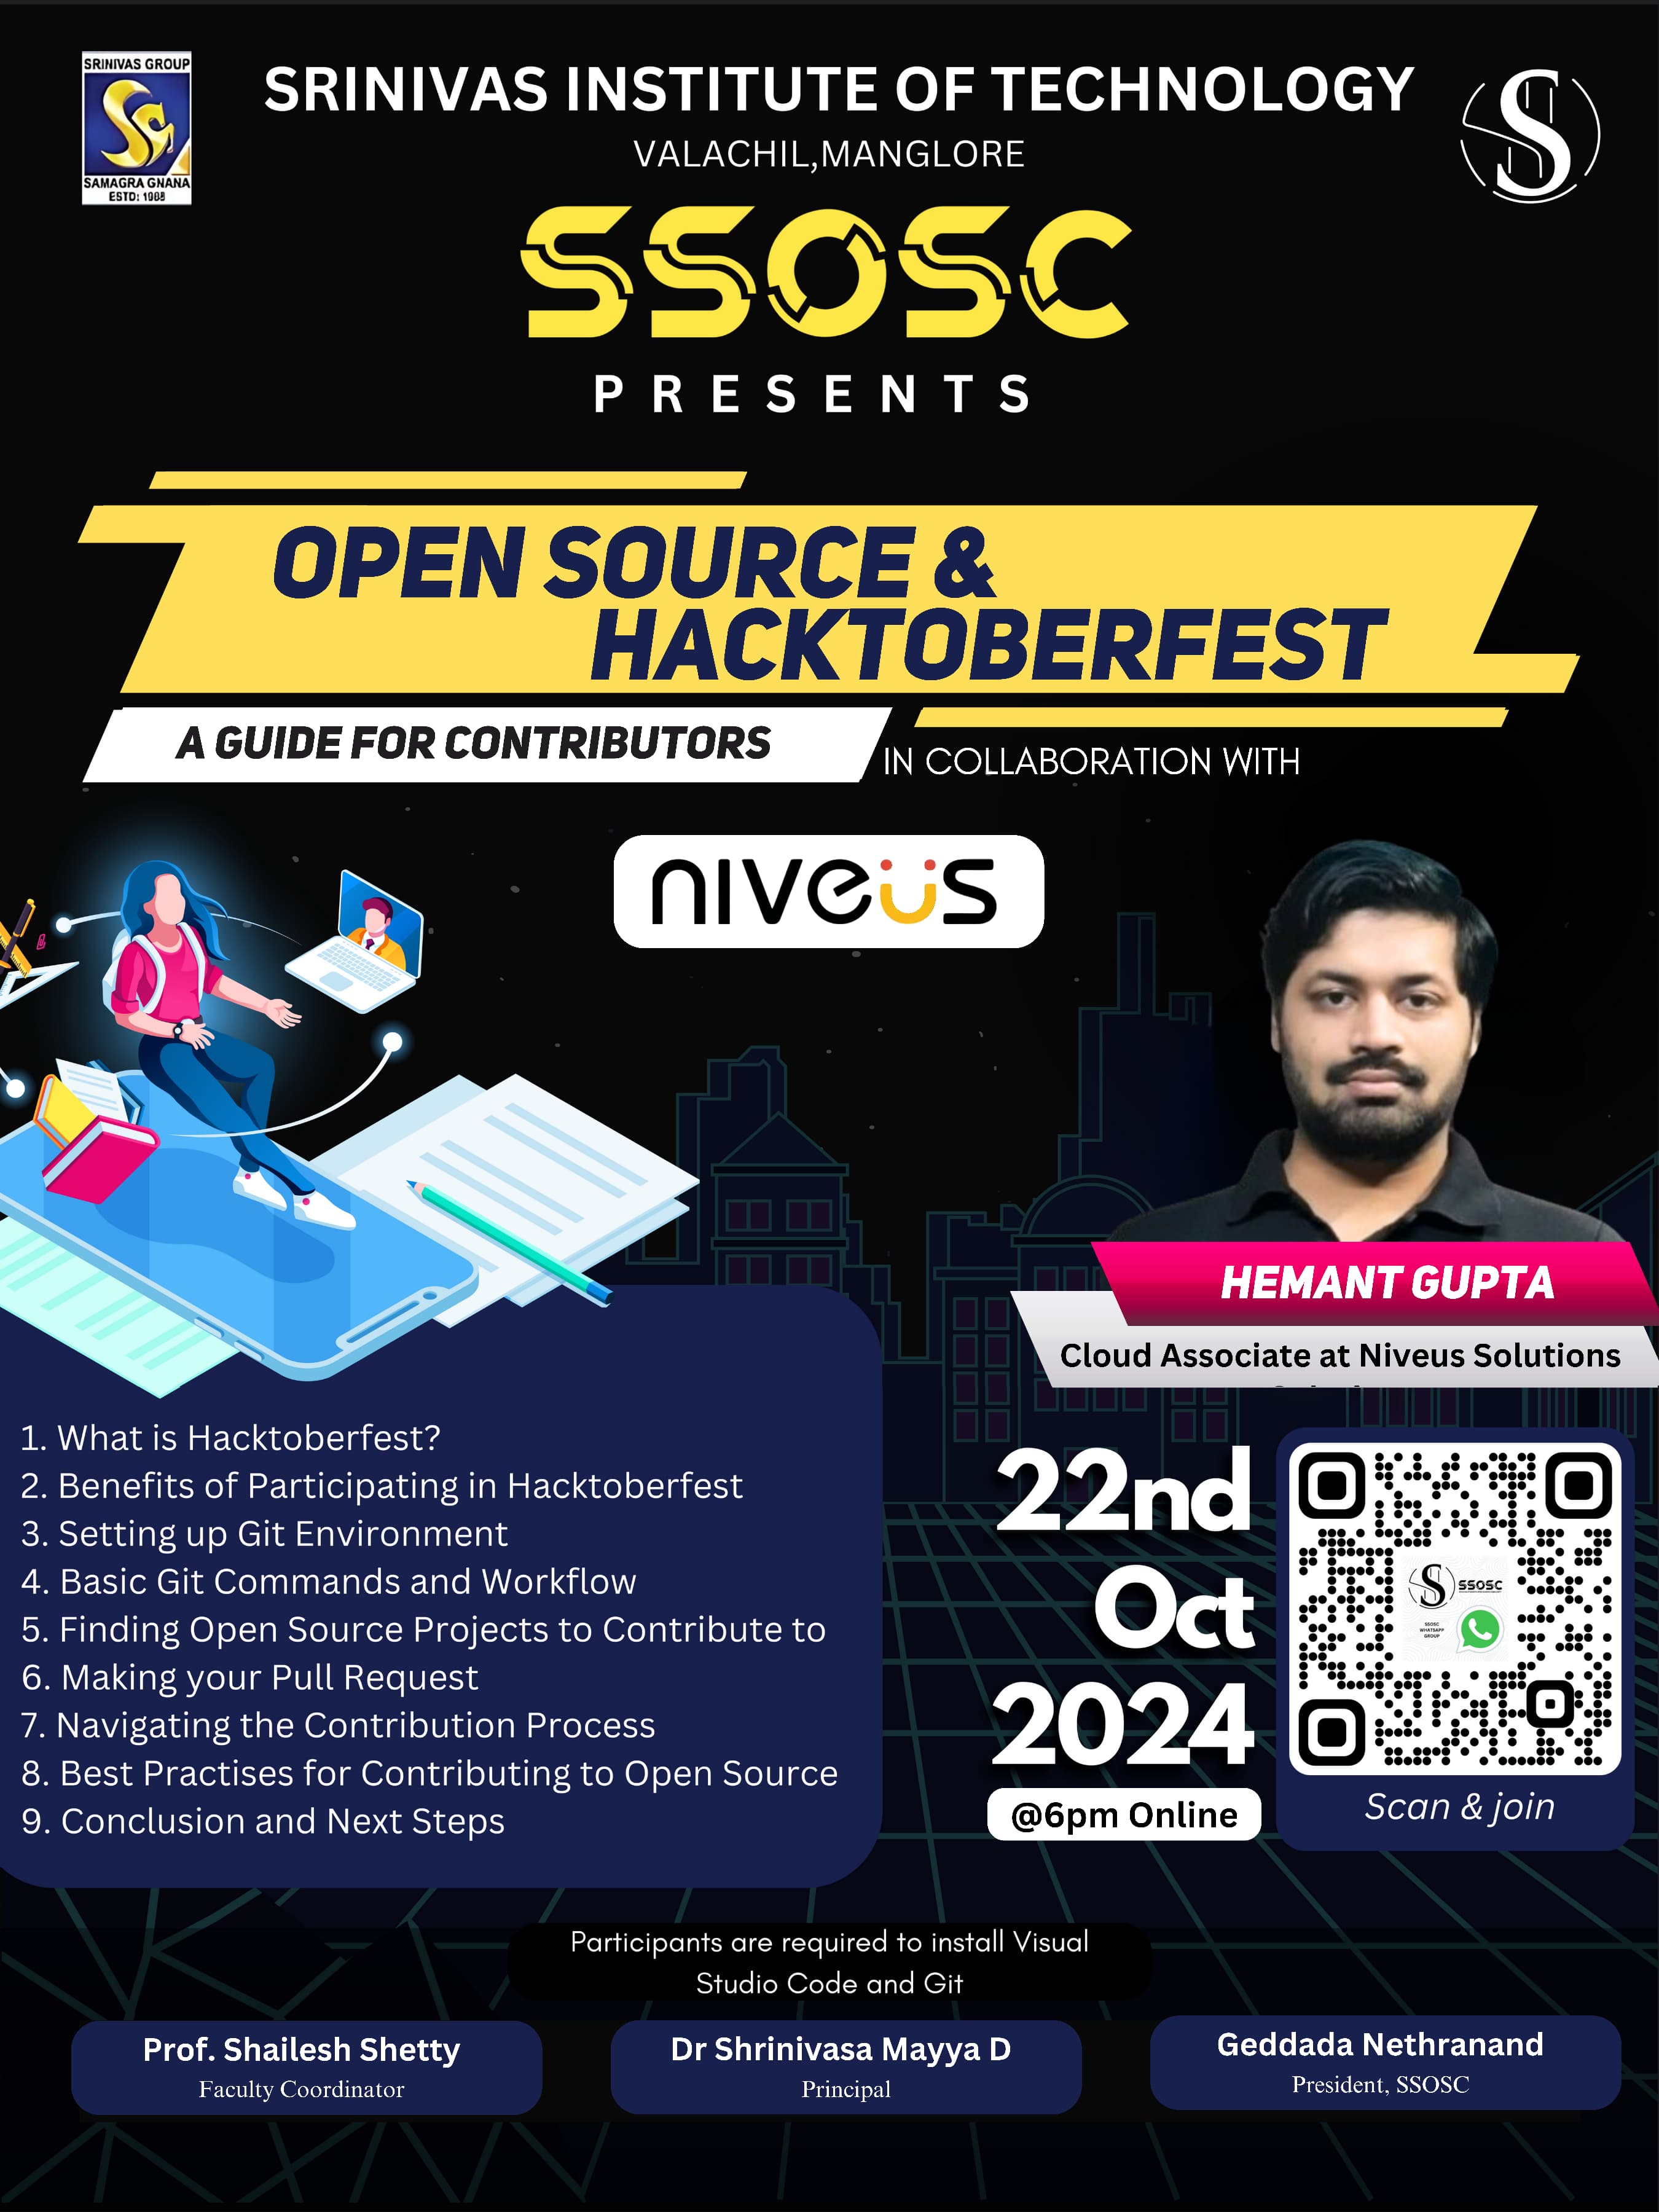 SRINIVAS GROUP
SAMAGRA GNANA
ESTD: 1988
SRINIVAS INSTITUTE OF TECHNOLOGY
VALACHIL,MANGLORE
S
SSOSC
PRESENTS
OPEN SOURCE &
HACKTOBERFEST
A GUIDE FOR CONTRIBUTORS
IN COLLABORATION WITH
niveus
HEMANT GUPTA
Cloud Associate at Niveus Solutions
1. What is Hacktoberfest?
2. Benefits of Participating in Hacktoberfest
3. Setting up Git Environment
4. Basic Git Commands and Workflow
5. Finding Open Source Projects to Contribute to
6. Making your Pull Request
7. Navigating the Contribution Process
8. Best Practises for Contributing to Open Source
9. Conclusion and Next Steps
22nd
Oct
2024
@6pm Online
S SSOSC
SSOSC
WHATSAPP
GROUP
Scan & join
Participants are required to install Visual
Studio Code and Git
Prof. Shailesh Shetty
Faculty Coordinator
Dr Shrinivasa Mayya D
Principal
Geddada Nethranand
President, SSOSC